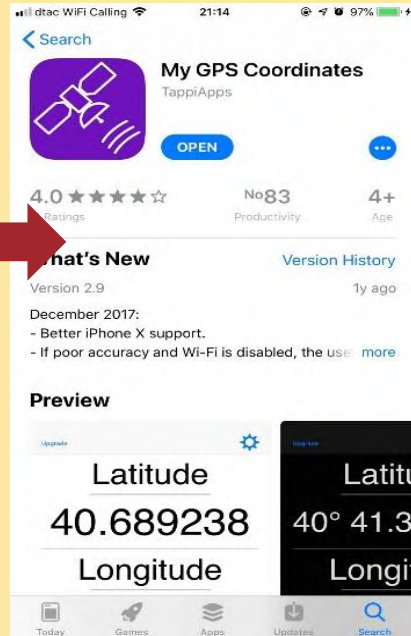 dtac WiFi Calling 21:14 97%
Search
My GPS Coordinates
TappiApps
OPEN
4.0 No83 4+
Ratings Productivity Age
What's New Version History
Version 2.9 1y ago
December 2017:
- Better iPhone X support.
- If poor accuracy and Wi-Fi is disabled, the use more
Preview
Upgrade Upgrade
Latitude Latitu
40.689238 40° 41.3
Longitude Longi
Today Games Apps Updates Search